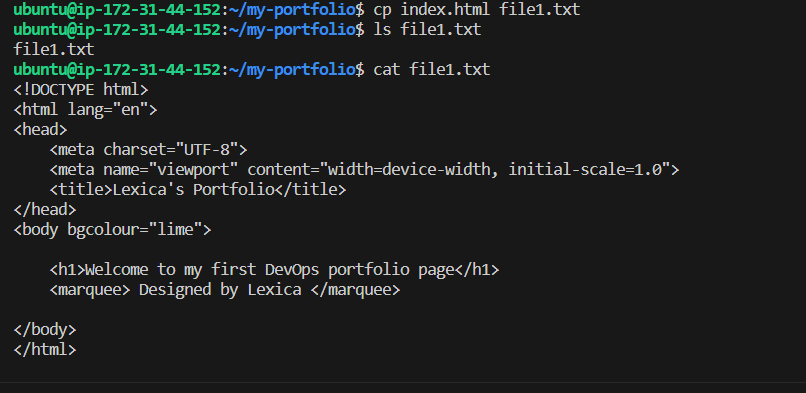 ubuntu@ip-172-31-44-152:~/my-portfolio$ cp index.html file1.txt
ubuntu@ip-172-31-44-152:~/my-portfolio$ ls file1.txt
file1.txt
ubuntu@ip-172-31-44-152:~/my-portfolio$ cat file1.txt
<!DOCTYPE html>
<html lang="en">
<head>
    <meta charset="UTF-8">
    <meta name="viewport" content="width=device-width, initial-scale=1.0">
    <title>Lexica's Portfolio</title>
</head>
<body bgcolour="lime">

    <h1>Welcome to my first DevOps portfolio page</h1>
    <marquee> Designed by Lexica </marquee>

</body>
</html>